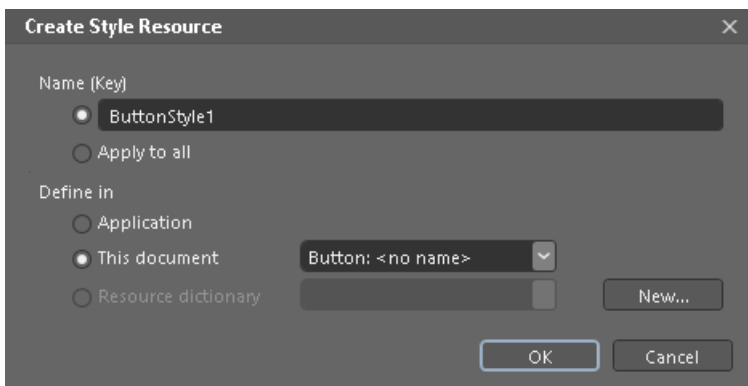 Create Style Resource
Name (Key)
ButtonStyle1
Apply to all
Define in
Application
This document Button: <no name>
Resource dictionary New...
OK Cancel